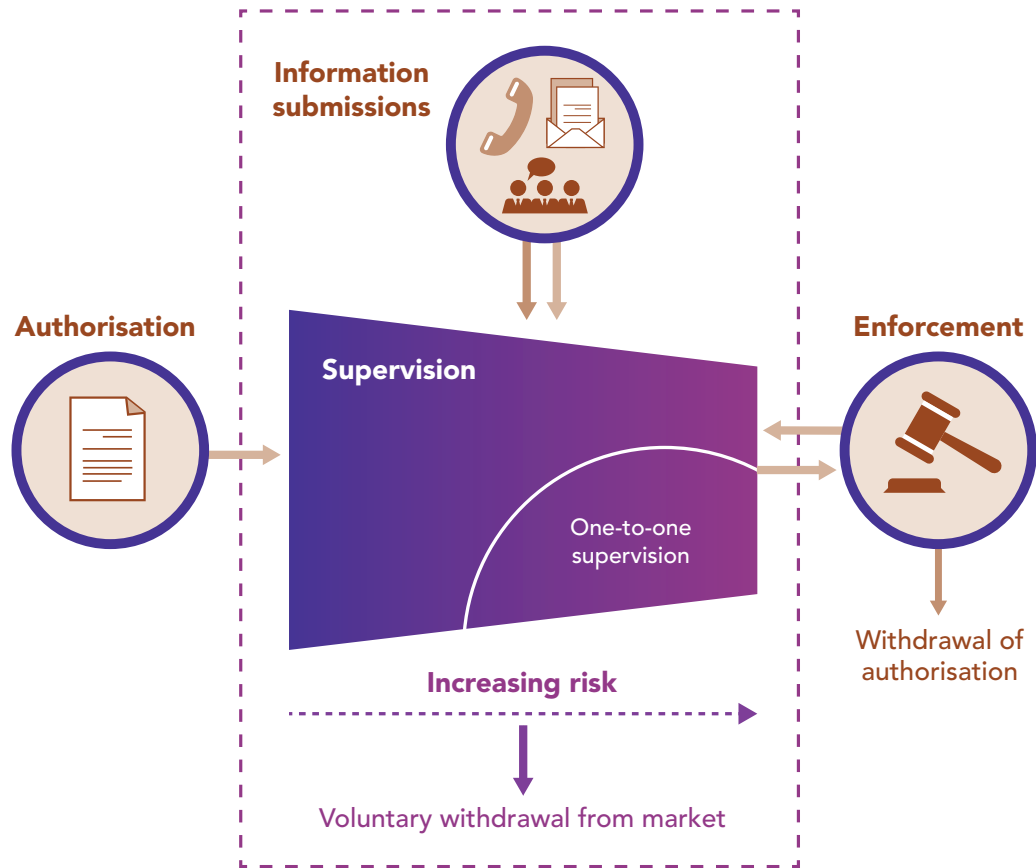 Information
submissions
Authorisation
Enforcement
Supervision
One-to-one
supervision
Withdrawal of
authorisation
Increasing risk
Voluntary withdrawal from market